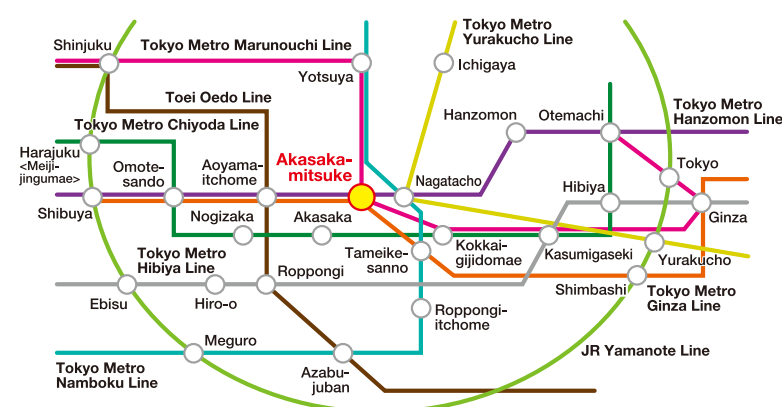 Tokyo Metro
Yurakucho Line
Shinjuku
Tokyo Metro Marunouchi Line
Yotsuya
Ichigaya
Toei Oedo Line
Hanzomon
Otemachi
Tokyo Metro
Hanzomon Line
Tokyo Metro Chiyoda Line
Harajuku
<Meiji-
jingumae>
Omote-
sando
Aoyama-
itchome
Akasaka-
mitsuke
Nagatacho
Tokyo
Hibiya
Shibuya
Nogizaka
Akasaka
Ginza
Tokyo Metro
Hibiya Line
Tameike-
sanno
Kokkai-
gijidomae
Kasumigaseki
Yurakucho
Roppongi
Shimbashi
Tokyo Metro
Ginza Line
Ebisu
Hiro-o
Roppongi-
itchome
Meguro
JR Yamanote Line
Tokyo Metro
Namboku Line
Azabu-
juban